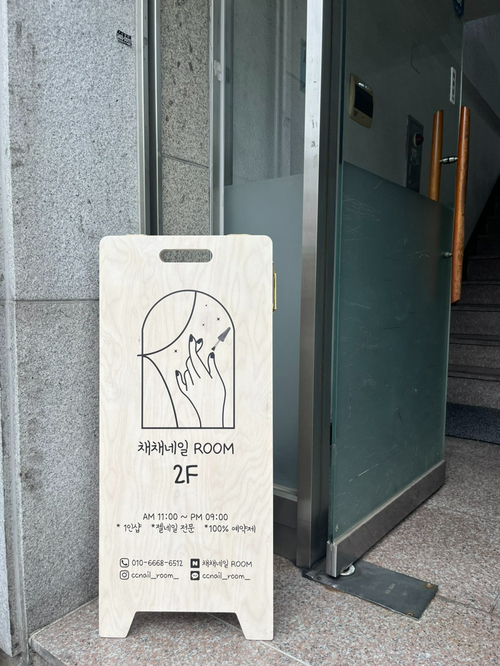 채채네일 ROOM
2F
AM 11:00 ~ PM 09:00
* 1인샵 *젤네일 전문 *100% 예약제
010-6668-6512 N 채채네일 ROOM
ccnail_room_ ccnail_room_